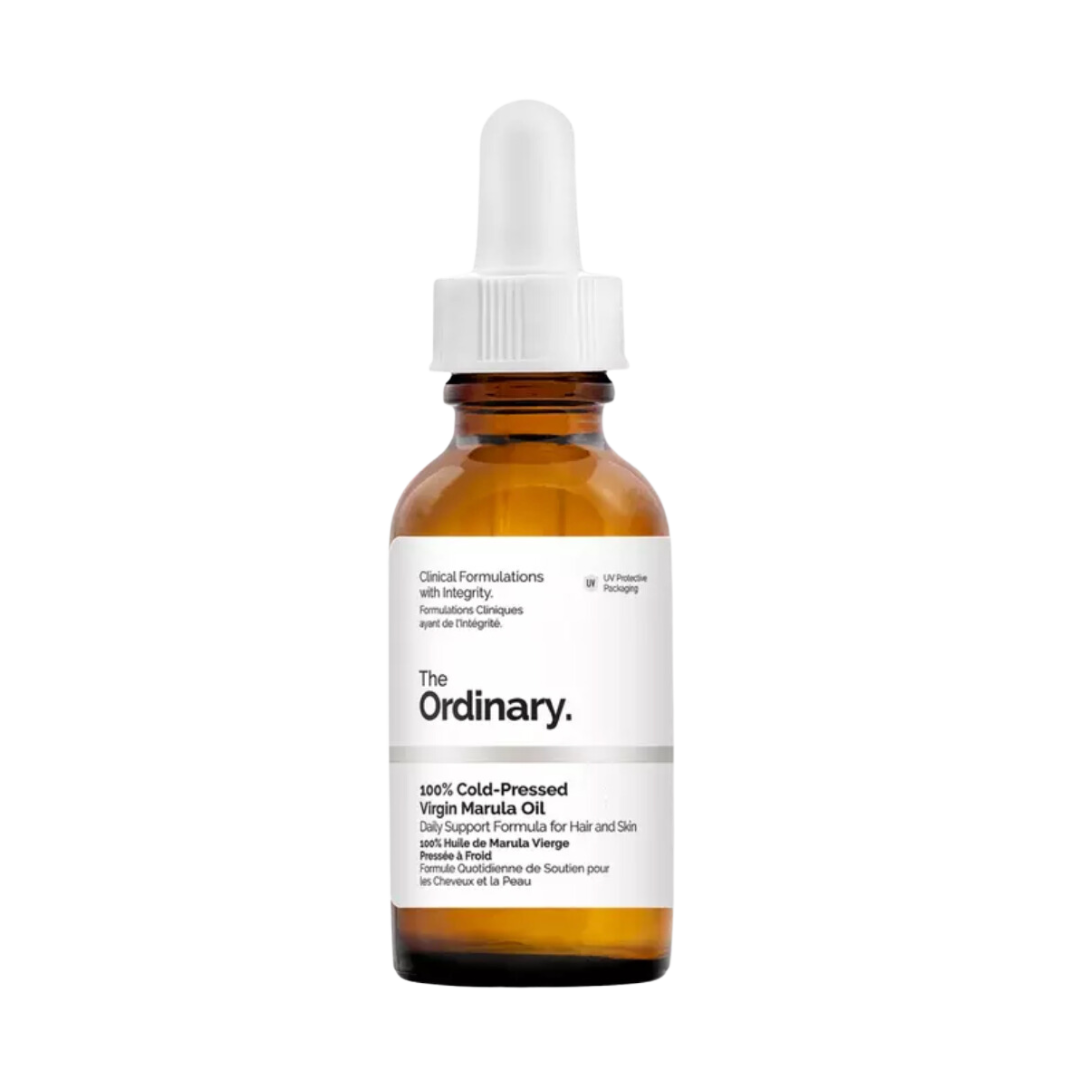 Clinical Formulations
with Integrity.
Formulations Cliniques
ayant de l'Intégrité.
UV
UV Protective
Packaging
The
Ordinary.
100% Cold-Pressed
Virgin Marula Oil
Daily Support Formula for Hair and Skin
100% Huile de Marula Vierge
Pressée à Froid
Formule Quotidienne de Soutien pour
les Cheveux et la Peau